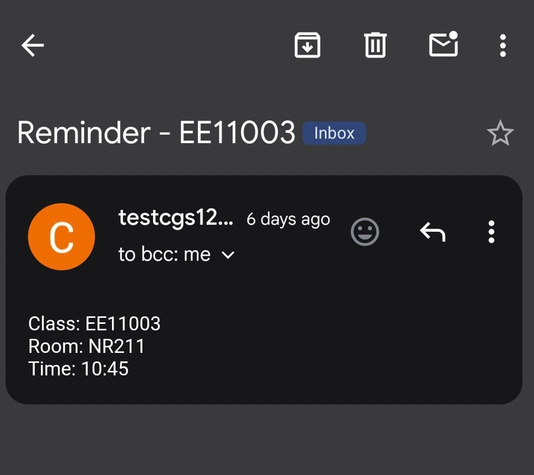 Reminder - EE11003 Inbox
C
testcgs12... 6 days ago
to bcc: me
Class: EE11003
Room: NR211
Time: 10:45